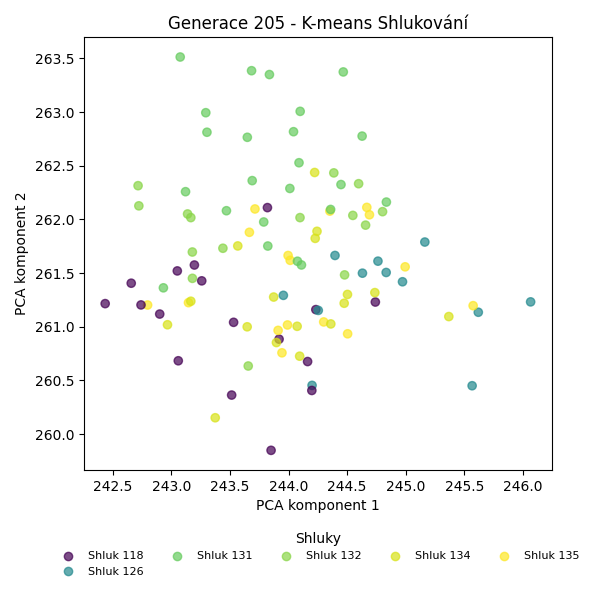 Generace 205 - K-means Shlukování
PCA komponent 2
263.5
263.0
262.5
262.0
261.5
261.0
260.5
260.0
242.5 243.0 243.5 244.0 244.5 245.0 245.5 246.0
PCA komponent 1
Shluky
Shluk 118 Shluk 131 Shluk 132 Shluk 134 Shluk 135
Shluk 126